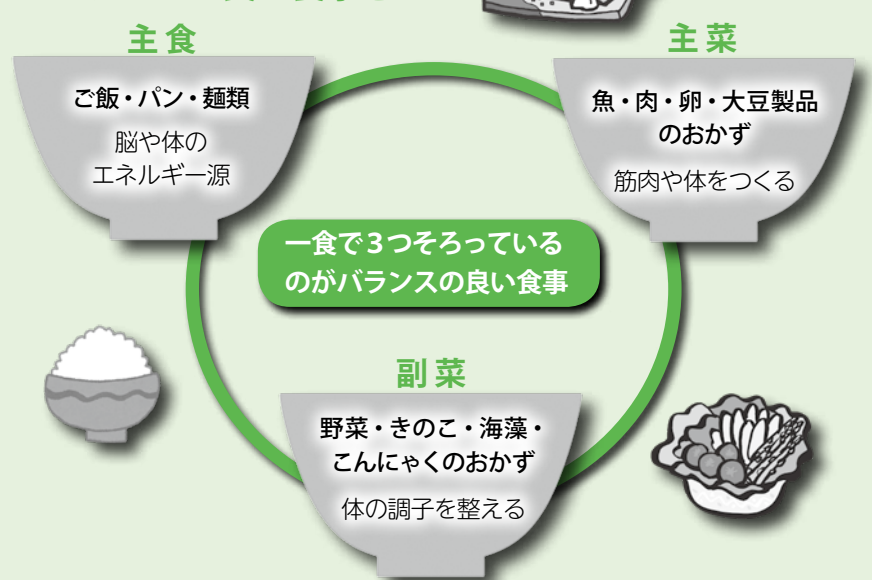 主食
ご飯・パン・麺類
脳や体の
エネルギー源
主菜
魚・肉・卵・大豆製品
のおかず
筋肉や体をつくる
一食で3つそろっている
のがバランスの良い食事
副菜
野菜・きのこ・海藻・
こんにゃくのおかず
体の調子を整える